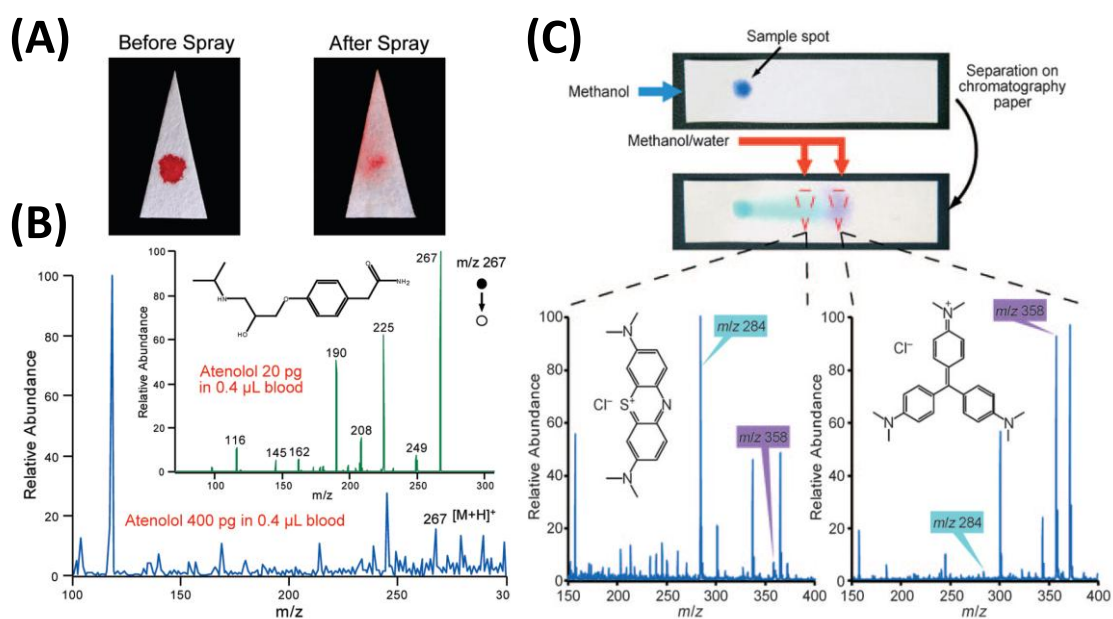 (A)
Before Spray
After Spray
(B)
Relative Abundance
100
80
60
40
20
0
100
150
200
250
300
m/z
Atenolol 400 pg in 0.4 µL blood
267 [M+H]+
Relative Abundance
100
80
60
40
20
0
100
150
200
250
300
m/z
HN
HO
O
O
NH₂
Atenolol 20 pg
in 0.4 µL blood
116
145
162
190
208
225
249
267
m/z 267
(C)
Sample spot
Methanol
Separation on
chromatography
paper
Methanol/water
Relative Abundance
100
80
60
40
20
0
150
200
250
300
350
400
m/z
N
Cl⁻
S⁺
N
N
m/z 284
m/z 358
Relative Abundance
100
80
60
40
20
0
150
200
250
300
350
400
m/z
N⁺
Cl⁻
N
N
m/z 358
m/z 284